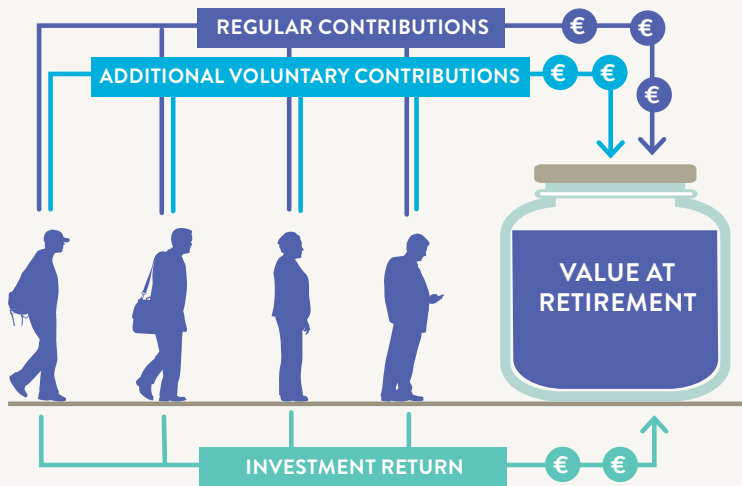 REGULAR CONTRIBUTIONS € €
ADDITIONAL VOLUNTARY CONTRIBUTIONS € €
€
VALUE AT
RETIREMENT
INVESTMENT RETURN € €